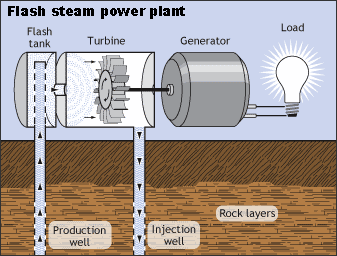 Flash steam power plant
Flash
tank
Turbine
Generator
Load
Rock layers
Production
well
Injection
well